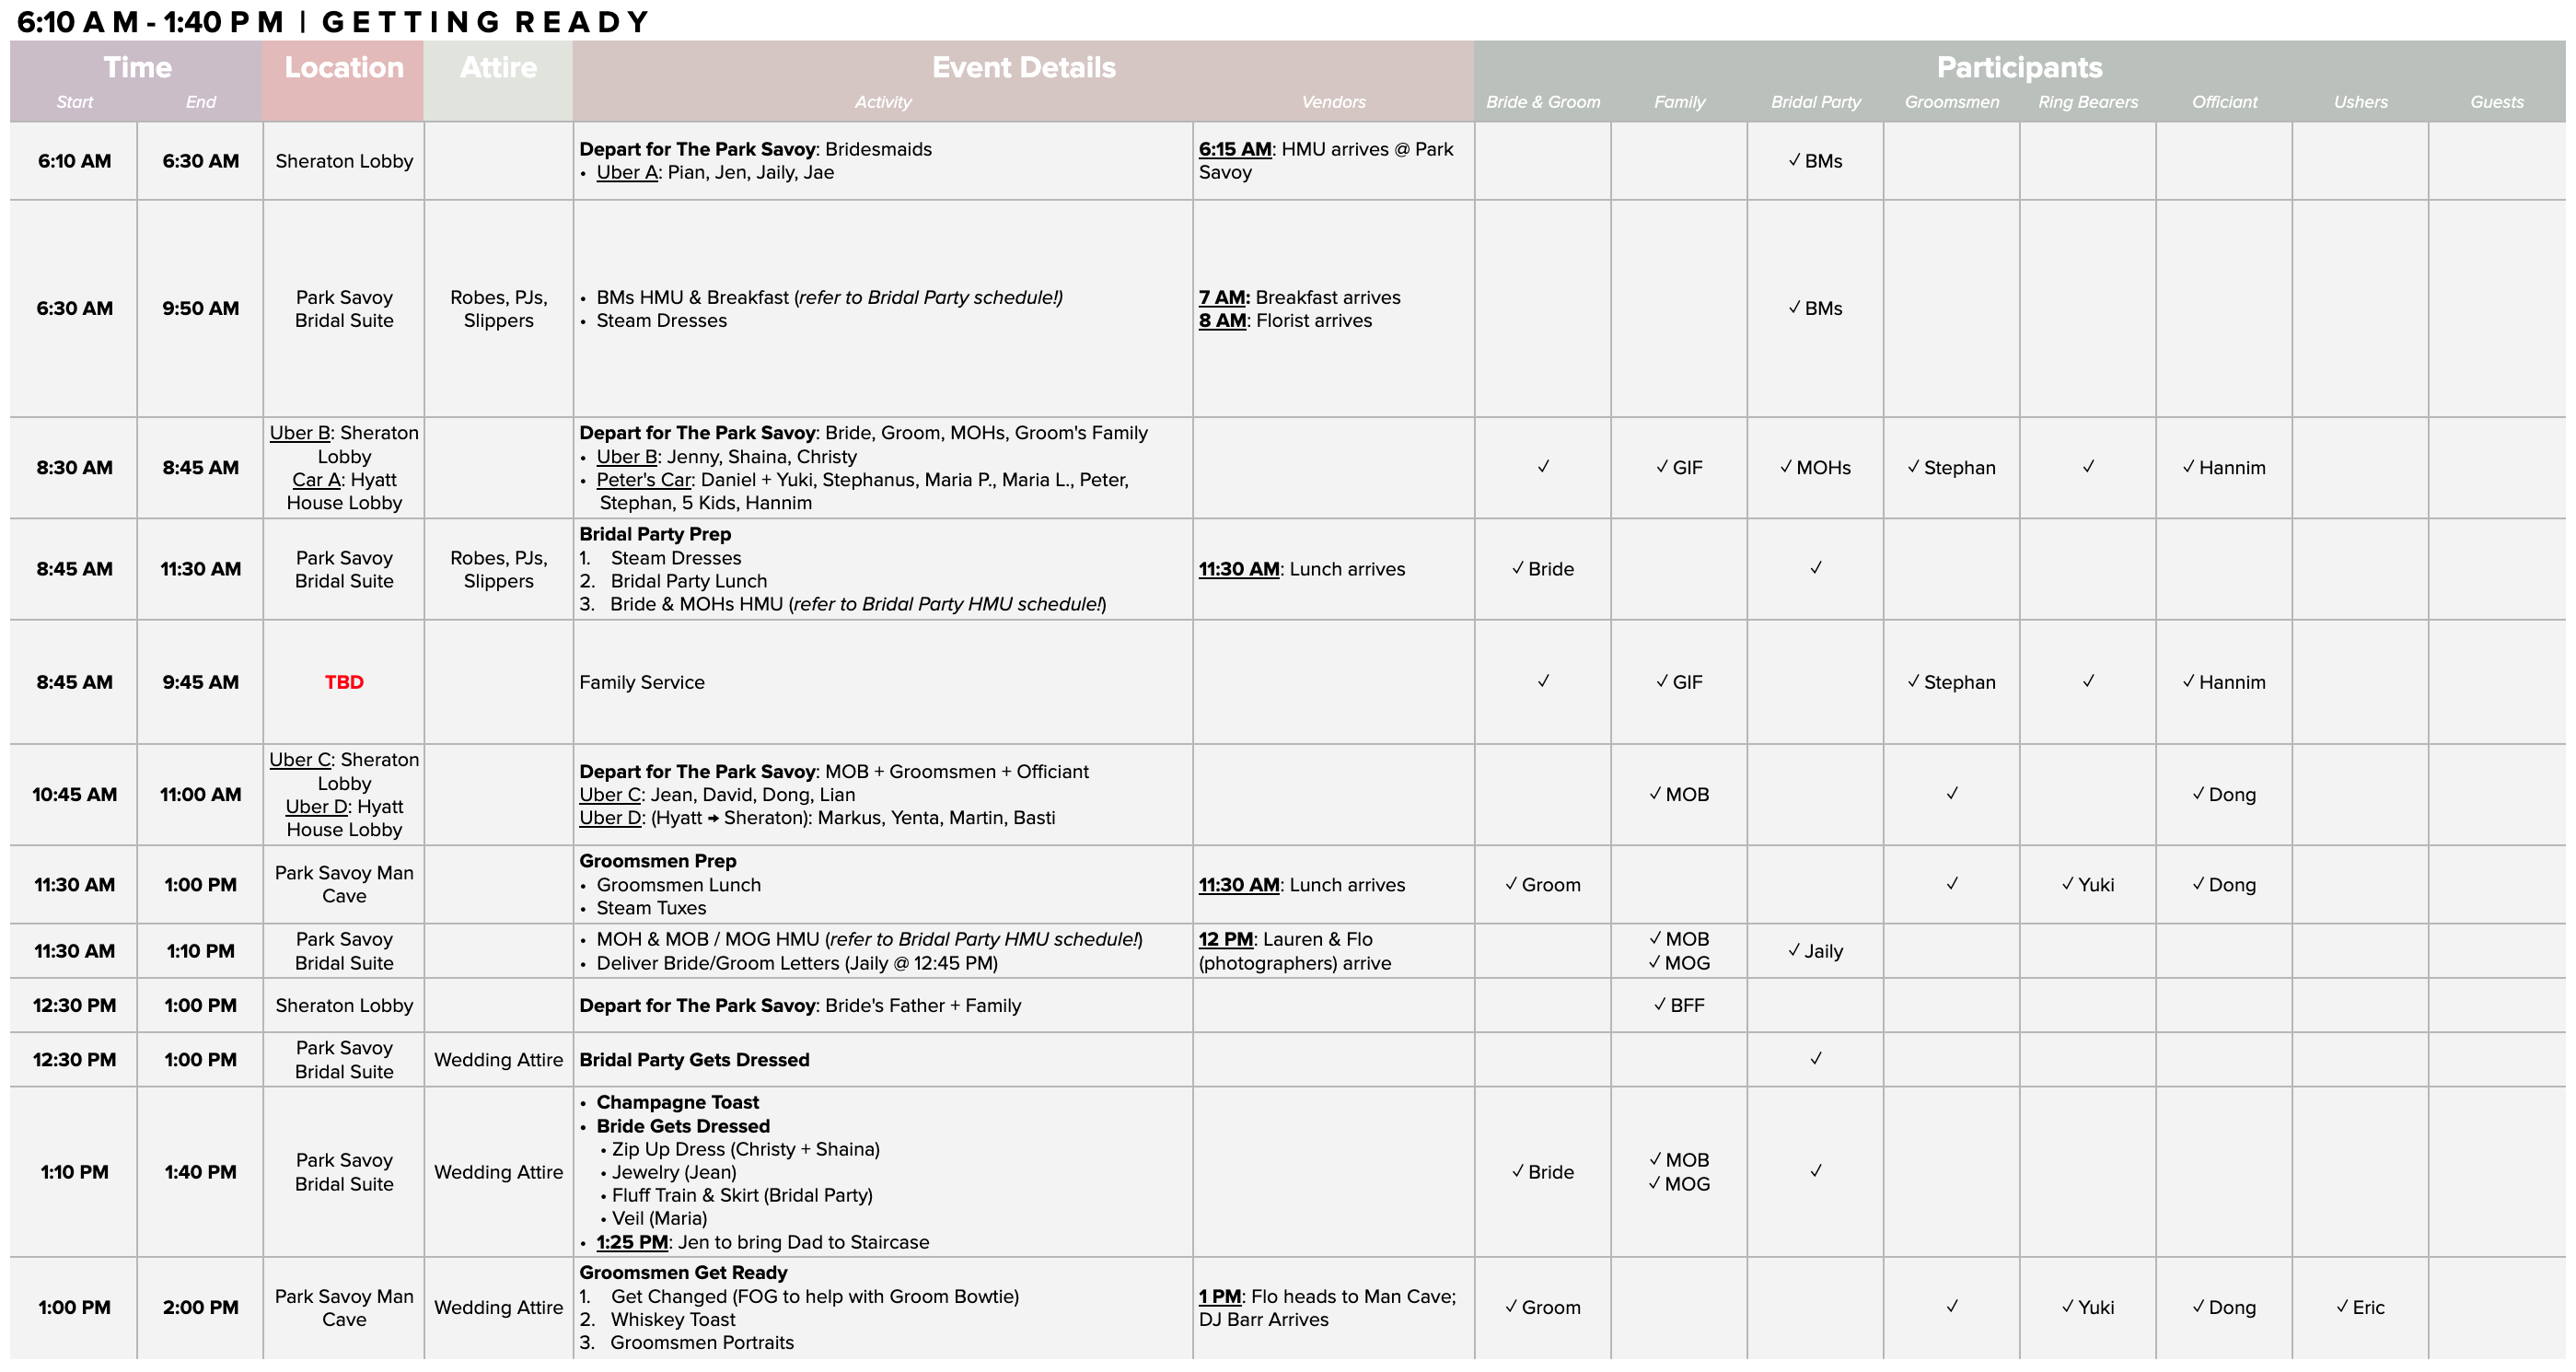 6:10 AM - 1:40 PM | GETTING READY
Time Location Attire Event Details Participants
Start End Activity Vendors Bride & Groom Family Bridal Party Groomsmen Ring Bearers Officiant Ushers Guests
6:10 AM 6:30 AM Sheraton Lobby
Depart for The Park Savoy: Bridesmaids
• Uber A: Pian, Jen, Jaily, Jae
6:15 AM: HMU arrives @ Park
Savoy
✓ BMs
6:30 AM 9:50 AM
Park Savoy
Bridal Suite
Robes, PJs,
Slippers
• BMs HMU & Breakfast (refer to Bridal Party schedule!)
• Steam Dresses
7 AM: Breakfast arrives
8 AM: Florist arrives
✓ BMs
8:30 AM 8:45 AM
Uber B: Sheraton
Lobby
Car A: Hyatt
House Lobby
Depart for The Park Savoy: Bride, Groom, MOHs, Groom's Family
• Uber B: Jenny, Shaina, Christy
• Peter's Car: Daniel + Yuki, Stephanus, Maria P., Maria L., Peter,
Stephan, 5 Kids, Hannim
✓ ✓ GIF ✓ MOHs ✓ Stephan ✓ ✓ Hannim
8:45 AM 11:30 AM
Park Savoy
Bridal Suite
Robes, PJs,
Slippers
Bridal Party Prep
1. Steam Dresses
2. Bridal Party Lunch
3. Bride & MOHs HMU (refer to Bridal Party HMU schedule!)
11:30 AM: Lunch arrives
✓ Bride ✓
8:45 AM 9:45 AM TBD Family Service ✓ ✓ GIF ✓ Stephan ✓ ✓ Hannim
10:45 AM 11:00 AM
Uber C: Sheraton
Lobby
Uber D: Hyatt
House Lobby
Depart for The Park Savoy: MOB + Groomsmen + Officiant
Uber C: Jean, David, Dong, Lian
Uber D: (Hyatt → Sheraton): Markus, Yenta, Martin, Basti
✓ MOB ✓ ✓ Dong
11:30 AM 1:00 PM
Park Savoy Man
Cave
Groomsmen Prep
• Groomsmen Lunch
• Steam Tuxes
11:30 AM: Lunch arrives
✓ Groom ✓ ✓ Yuki ✓ Dong
11:30 AM 1:10 PM
Park Savoy
Bridal Suite
• MOH & MOB / MOG HMU (refer to Bridal Party HMU schedule!)
• Deliver Bride/Groom Letters (Jaily @ 12:45 PM)
12 PM: Lauren & Flo
(photographers) arrive
✓ MOB
✓ MOG
✓ Jaily
12:30 PM 1:00 PM Sheraton Lobby Depart for The Park Savoy: Bride's Father + Family ✓ BFF
12:30 PM 1:00 PM
Park Savoy
Bridal Suite
Wedding Attire Bridal Party Gets Dressed ✓
1:10 PM 1:40 PM
Park Savoy
Bridal Suite
Wedding Attire
• Champagne Toast
• Bride Gets Dressed
• Zip Up Dress (Christy + Shaina)
• Jewelry (Jean)
• Fluff Train & Skirt (Bridal Party)
• Veil (Maria)
• 1:25 PM: Jen to bring Dad to Staircase
✓ Bride
✓ MOB
✓ MOG
✓
1:00 PM 2:00 PM
Park Savoy Man
Cave
Wedding Attire
Groomsmen Get Ready
1. Get Changed (FOG to help with Groom Bowtie)
2. Whiskey Toast
3. Groomsmen Portraits
1 PM: Flo heads to Man Cave;
DJ Barr Arrives
✓ Groom ✓ ✓ Yuki ✓ Dong ✓ Eric